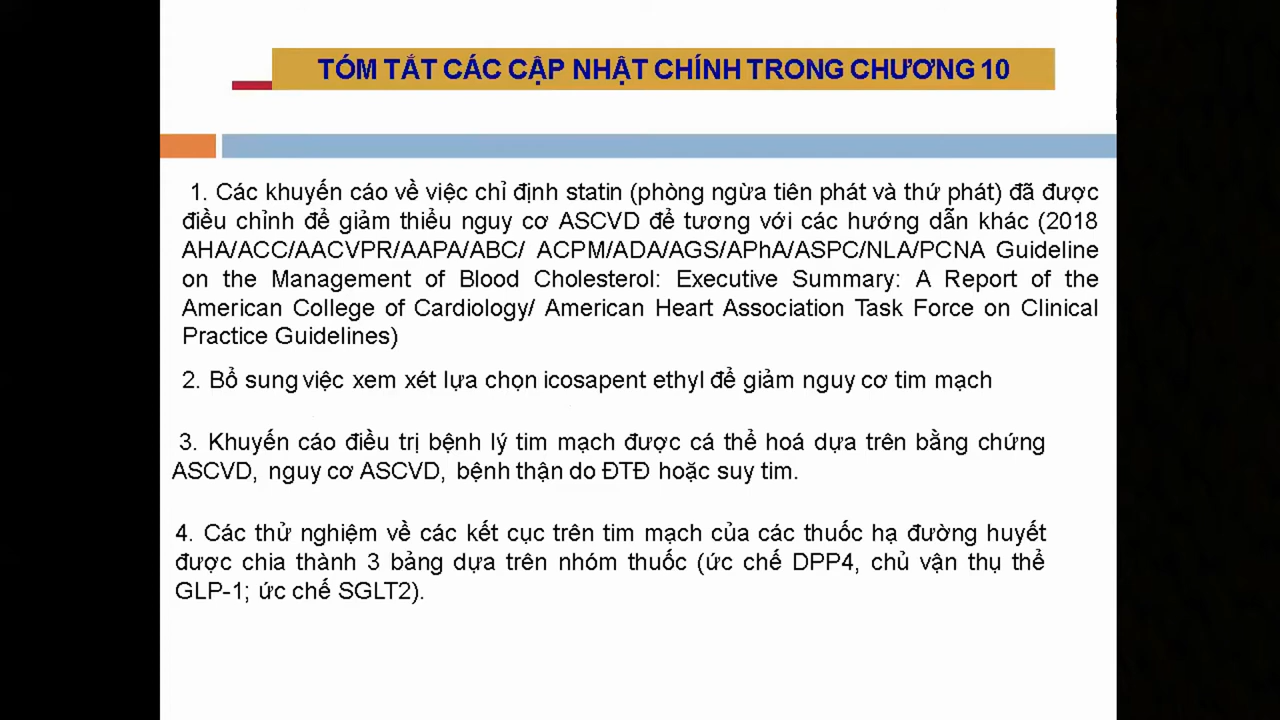 TÓM TẮT CÁC CẬP NHẬT CHÍNH TRONG CHƯƠNG 10
1. Các khuyến cáo về việc chỉ định statin (phòng ngừa tiên phát và thứ phát) đã được
điều chỉnh để giảm thiểu nguy cơ ASCVD để tương với các hướng dẫn khác (2018
AHA/ACC/AACVPR/AAPA/ABC/ ACPM/ADA/AGS/APhA/ASPC/NLA/PCNA Guideline
on the Management of Blood Cholesterol: Executive Summary: A Report of the
American College of Cardiology/ American Heart Association Task Force on Clinical
Practice Guidelines)
2. Bổ sung việc xem xét lựa chọn icosapent ethyl để giảm nguy cơ tim mạch
3. Khuyến cáo điều trị bệnh lý tim mạch được cá thể hoá dựa trên bằng chứng
ASCVD, nguy cơ ASCVD, bệnh thận do ĐTĐ hoặc suy tim.
4. Các thử nghiệm về các kết cục trên tim mạch của các thuốc hạ đường huyết
được chia thành 3 bảng dựa trên nhóm thuốc (ức chế DPP4, chủ vận thụ thể
GLP-1; ức chế SGLT2).